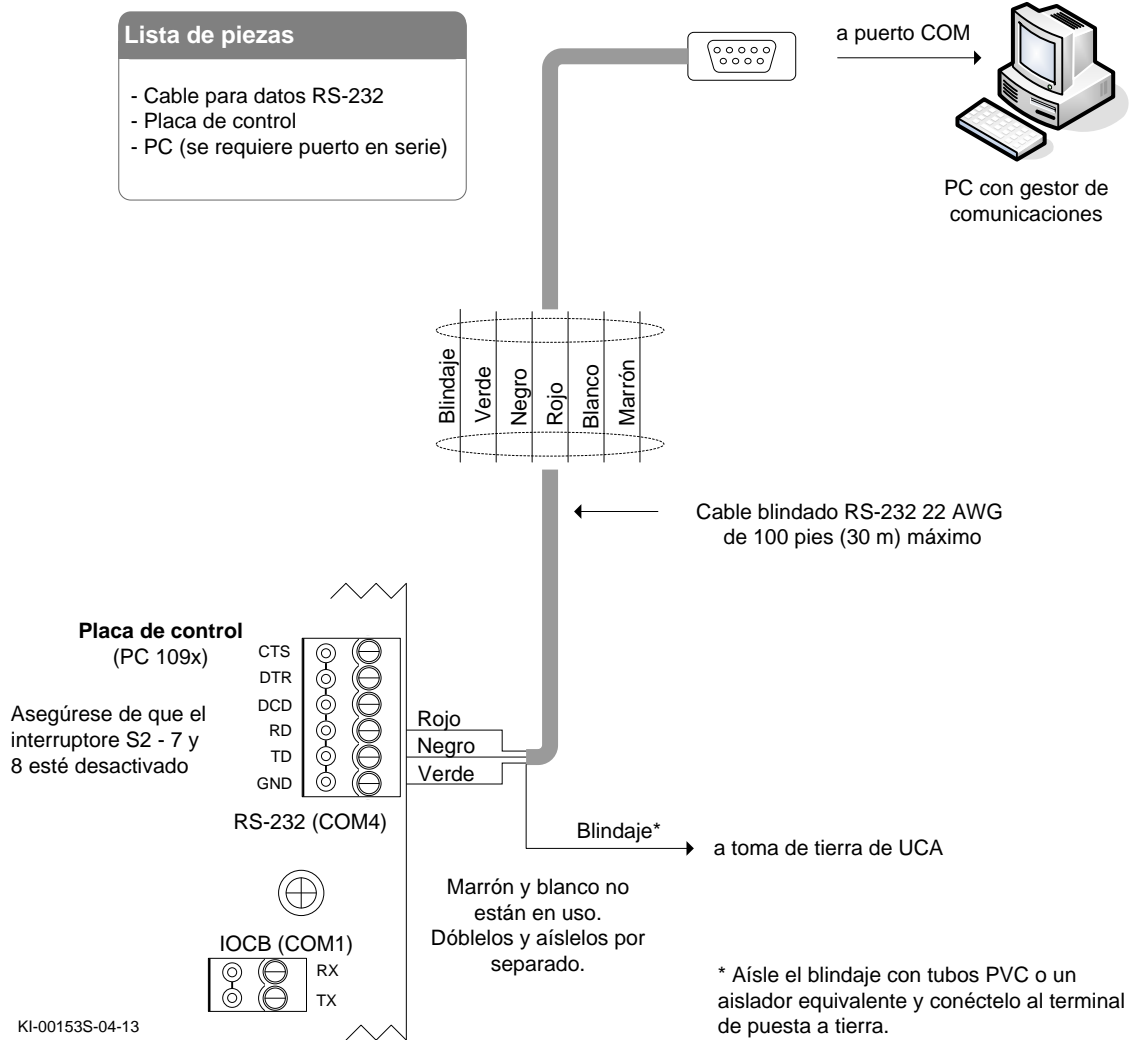 Lista de piezas
- Cable para datos RS-232
- Placa de control
- PC (se requiere puerto en serie)
a puerto COM
PC con gestor de
comunicaciones
Blindaje
Verde
Negro
Rojo
Blanco
Marrón
Cable blindado RS-232 22 AWG
de 100 pies (30 m) máximo
Placa de control
(PC 109x)
Asegúrese de que el
interruptore S2 - 7 y
8 esté desactivado
CTS
DTR
DCD
RD
TD
GND
Rojo
Negro
Verde
RS-232 (COM4)
Blindaje*
a toma de tierra de UCA
Marrón y blanco no
están en uso.
Dóblelos y aíslelos por
separado.
IOCB (COM1)
RX
TX
* Aísle el blindaje con tubos PVC o un
aislador equivalente y conéctelo al terminal
de puesta a tierra.
KI-00153S-04-13